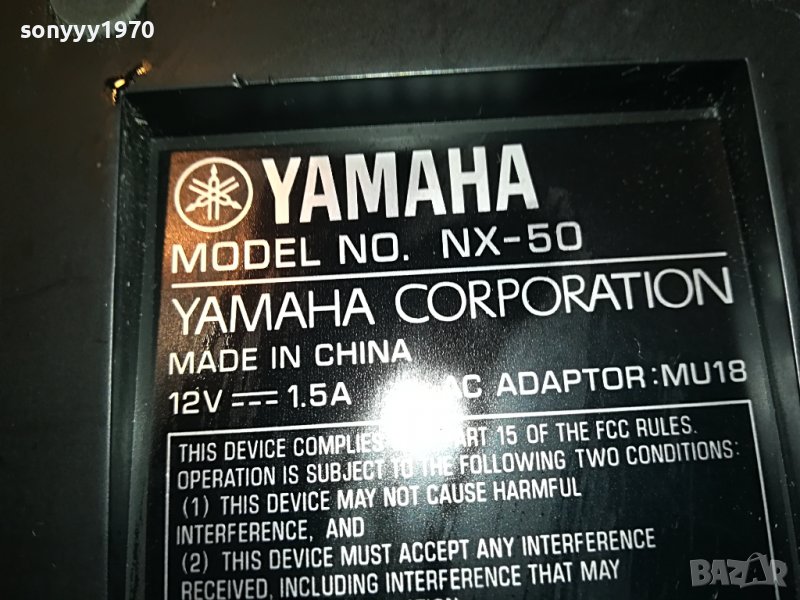 sonyyy1970
YAMAHA
MODEL NO. NX-50
YAMAHA CORPORATION
MADE IN CHINA
12V 1.5A AC ADAPTOR:MU18
THIS DEVICE COMPLIES PART 15 OF THE FCC RULES.
OPERATION IS SUBJECT TO THE FOLLOWING TWO CONDITIONS:
(1) THIS DEVICE MAY NOT CAUSE HARMFUL
INTERFERENCE, AND
(2) THIS DEVICE MUST ACCEPT ANY INTERFERENCE
RECEIVED, INCLUDING INTERFERENCE THAT MAY
BAZAR